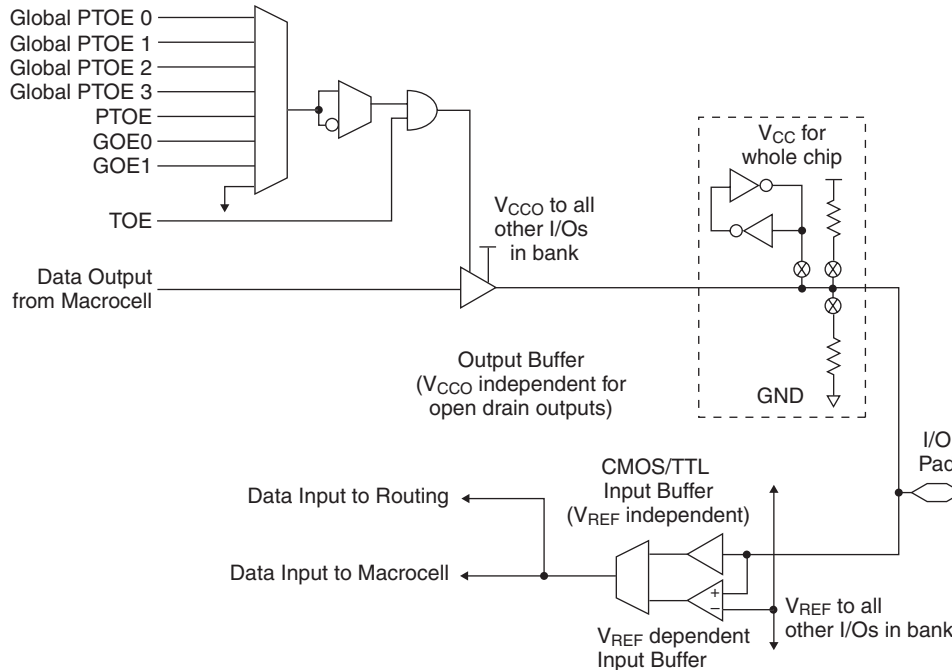 Global PTOE 0
Global PTOE 1
Global PTOE 2
Global PTOE 3
PTOE
GOE0
GOE1
TOE
VCCO to all
other I/Os
in bank
VCC for
whole chip
Data Output
from Macrocell
Output Buffer
(VCCO independent for
open drain outputs)
GND
I/O
Pad
CMOS/TTL
Input Buffer
(VREF independent)
Data Input to Routing
Data Input to Macrocell
+
−
VREF to all
other I/Os in bank
VREF dependent
Input Buffer